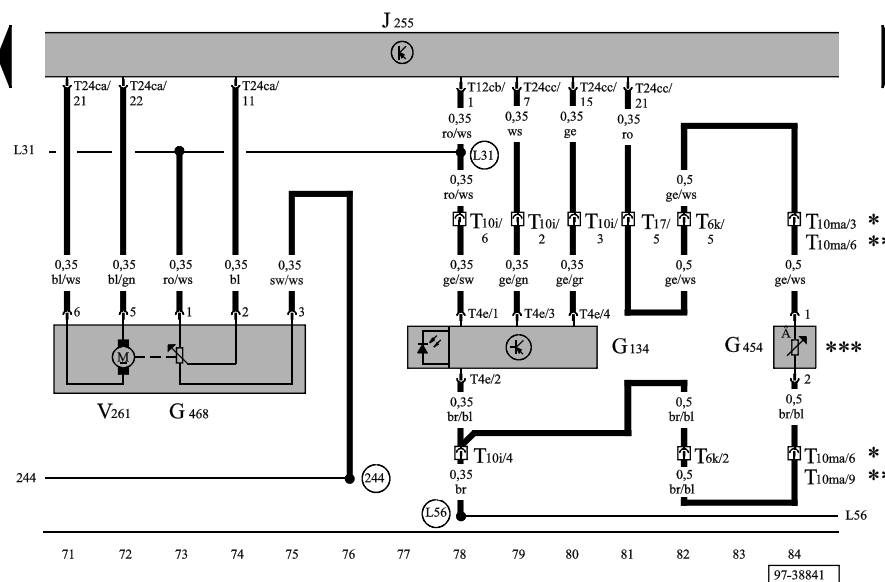 J 255
T24ca/ T24ca/ T24ca/ T12cb/ T24cc/ T24cc/ T24cc/
21 22 11 1 7 15 21
0,35 0,35 0,35 0,35
ro/ws ws ge ro
0,5
ge/ws
L31 L31
0,35
ro/ws
T10i/ T10i/ T10i/ T17/ T6k/ T10ma/3 *
6 2 3 5 5 T10ma/6 **
0,35 0,35 0,35 0,35 0,35 0,35 0,35 0,35 0,5 0,5
bl/ws bl/gn ro/ws bl sw/ws ge/sw ge/gn ge/gr ge/ws ge/ws
6 5 1 2 3 T4e/1 T4e/3 T4e/4 1
M G134 G454 Â ***
T4e/2 2
V261 G 468
0,35 0,5 0,5
br/bl br/bl br/bl
T10i/4 T6k/2 T10ma/6 *
T10ma/9 **
244 244
0,35 0,5
br br/bl
L56 L56
71 72 73 74 75 76 77 78 79 80 81 82 83 84
97-38841